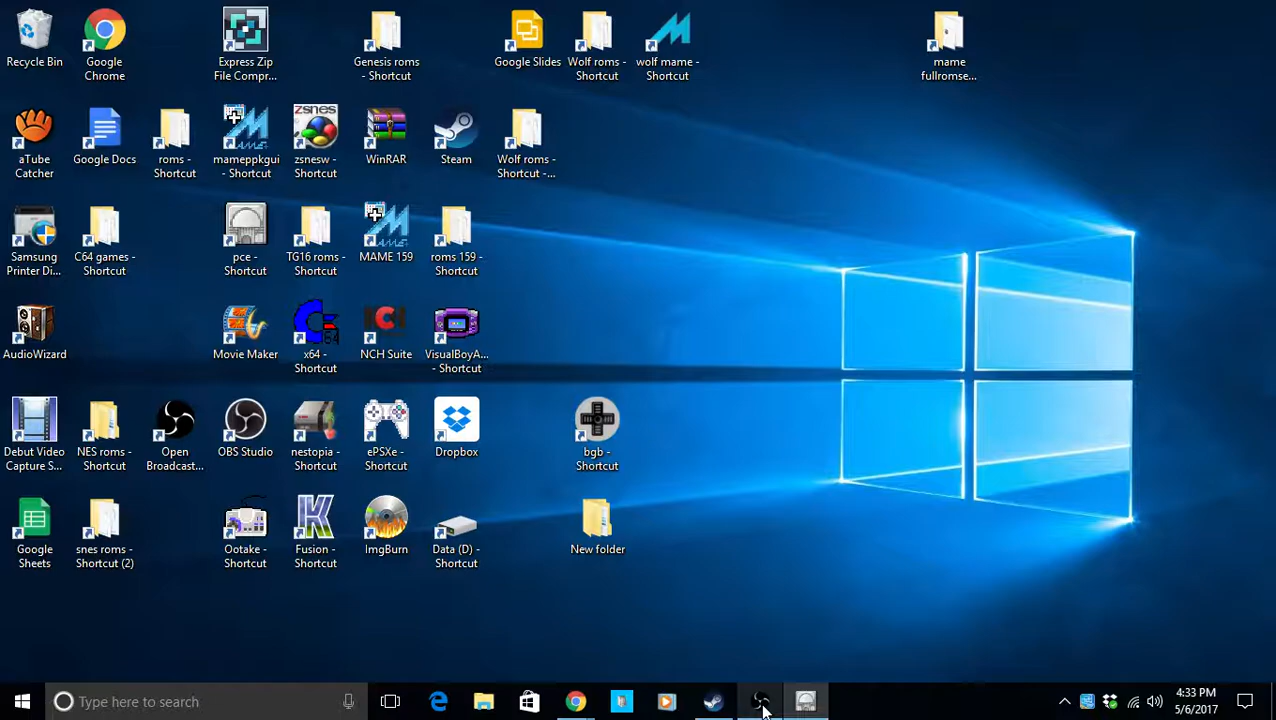 Recycle Bin
Google
Chrome
Express Zip
File Compr...
Genesis roms
- Shortcut
Google Slides
Wolf roms -
Shortcut
wolf mame -
Shortcut
mame
fullromse...
aTube
Catcher
Google Docs
roms -
Shortcut
mameppkgui
- Shortcut
zsnes
zsnesw -
Shortcut
WinRAR
Steam
Wolf roms -
Shortcut -...
Samsung
Printer Di...
C64 games -
Shortcut
pce -
Shortcut
TG16 roms -
Shortcut
MAME 159
roms 159 -
Shortcut
AudioWizard
Movie Maker
64
x64 -
Shortcut
NCH Suite
VisualBoyA...
- Shortcut
Debut Video
Capture S...
NES roms -
Shortcut
Open
Broadcast...
OBS Studio
nestopia -
Shortcut
ePSXe -
Shortcut
Dropbox
bgb -
Shortcut
Google
Sheets
snes roms -
Shortcut (2)
Ootake -
Shortcut
K
Fusion -
Shortcut
ImgBurn
Data (D) -
Shortcut
New folder
Type here to search
4:33 PM
5/6/2017